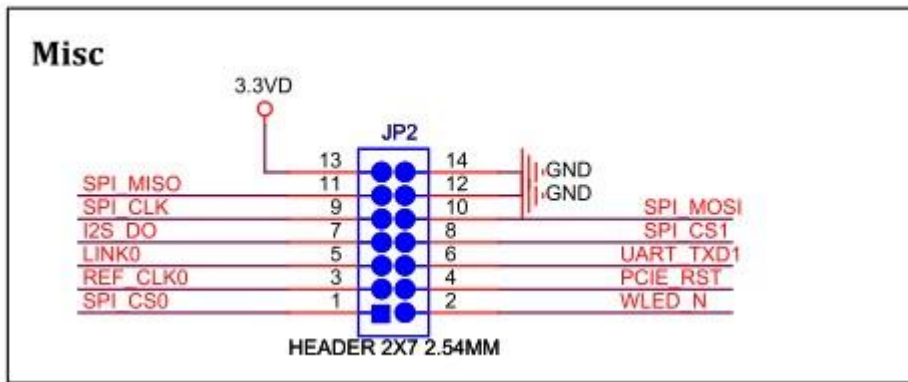 Misc
3.3VD
JP2
13 14 GND
SPI_MISO 11 12 GND
SPI_CLK 9 10 SPI_MOSI
I2S_DO 7 8 SPI_CS1
LINK0 5 6 UART_TXD1
REF_CLK0 3 4 PCIE_RST
SPI_CS0 1 2 WLED_N
HEADER 2X7 2.54MM